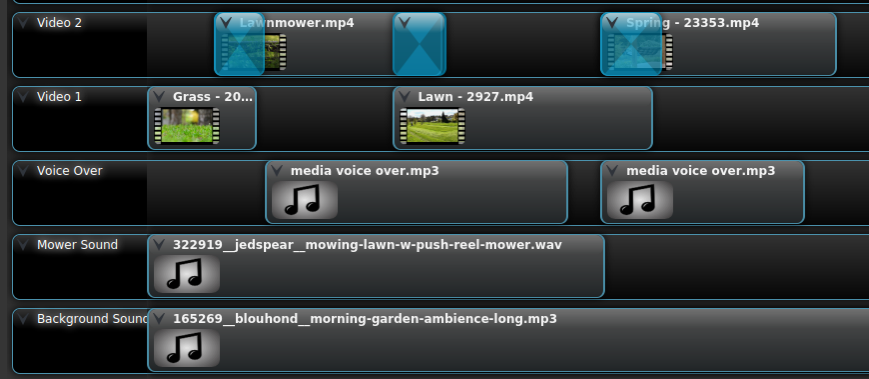 Video 2
Lawnmower.mp4
Spring - 23353.mp4
Video 1
Grass - 20...
Lawn - 2927.mp4
Voice Over
media voice over.mp3
media voice over.mp3
Mower Sound
322919__jedspear__mowing-lawn-w-push-reel-mower.wav
Background Sound
165269__blouhond__morning-garden-ambience-long.mp3